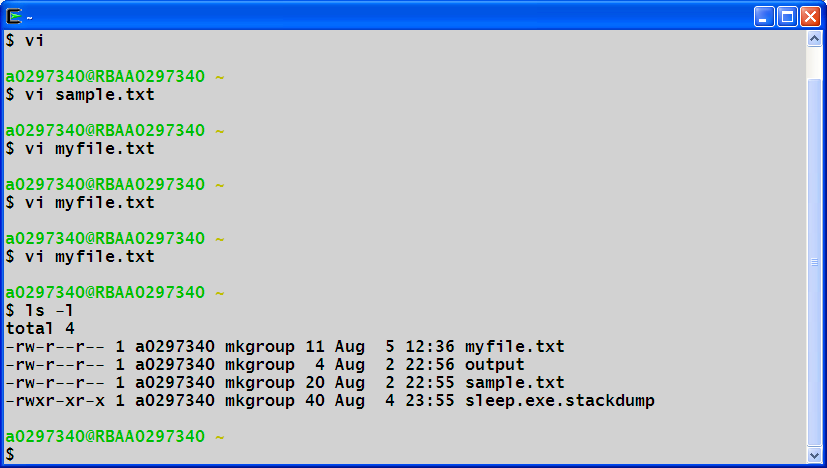 ~
$ vi
a0297340@RBAA0297340 ~
$ vi sample.txt
a0297340@RBAA0297340 ~
$ vi myfile.txt
a0297340@RBAA0297340 ~
$ vi myfile.txt
a0297340@RBAA0297340 ~
$ vi myfile.txt
a0297340@RBAA0297340 ~
$ ls -l
total 4
-rw-r--r-- 1 a0297340 mkgroup 11 Aug  5 12:36 myfile.txt
-rw-r--r-- 1 a0297340 mkgroup  4 Aug  2 22:56 output
-rw-r--r-- 1 a0297340 mkgroup 20 Aug  2 22:55 sample.txt
-rwxr-xr-x 1 a0297340 mkgroup 40 Aug  4 23:55 sleep.exe.stackdump
a0297340@RBAA0297340 ~
$